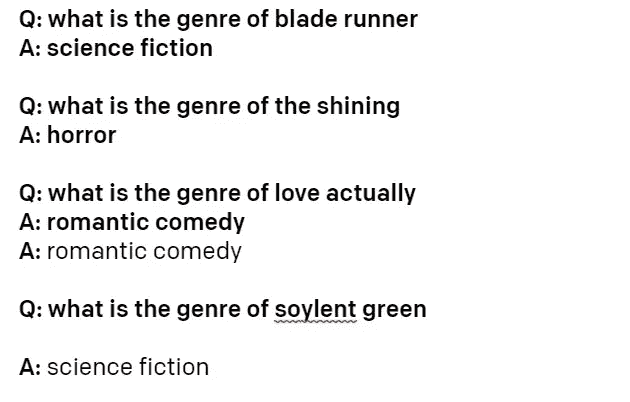 Q: what is the genre of blade runner
A: science fiction
Q: what is the genre of the shining
A: horror
Q: what is the genre of love actually
A: romantic comedy
A: romantic comedy
Q: what is the genre of soylent green
A: science fiction